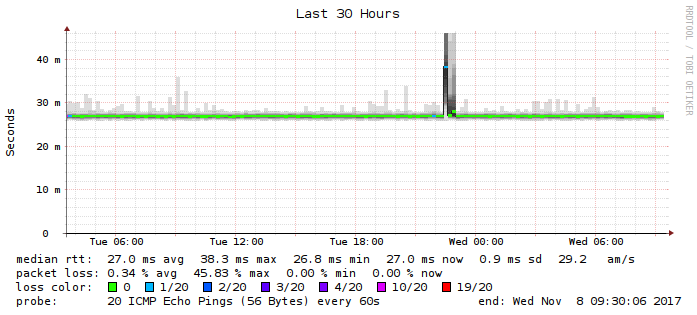 Last 30 Hours
RRDTOOL / TOBI OETIKER
Seconds
40 m
30 m
20 m
10 m
0
Tue 06:00 Tue 12:00 Tue 18:00 Wed 00:00 Wed 06:00
median rtt: 27.0 ms avg 38.3 ms max 26.8 ms min 27.0 ms now 0.9 ms sd 29.2 am/s
packet loss: 0.34 % avg 45.83 % max 0.00 % min 0.00 % now
loss color: 0 1/20 2/20 3/20 4/20 10/20 19/20
probe: 20 ICMP Echo Pings (56 Bytes) every 60s end: Wed Nov 8 09:30:06 2017